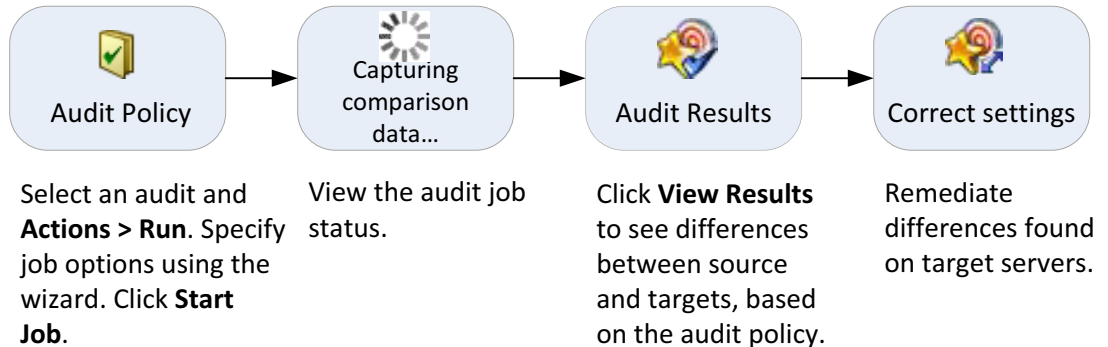 Audit Policy
Capturing
comparison
data...
Audit Results
Correct settings
Select an audit and
Actions > Run. Specify
job options using the
wizard. Click Start
Job.
View the audit job
status.
Click View Results
to see differences
between source
and targets, based
on the audit policy.
Remediate
differences found
on target servers.